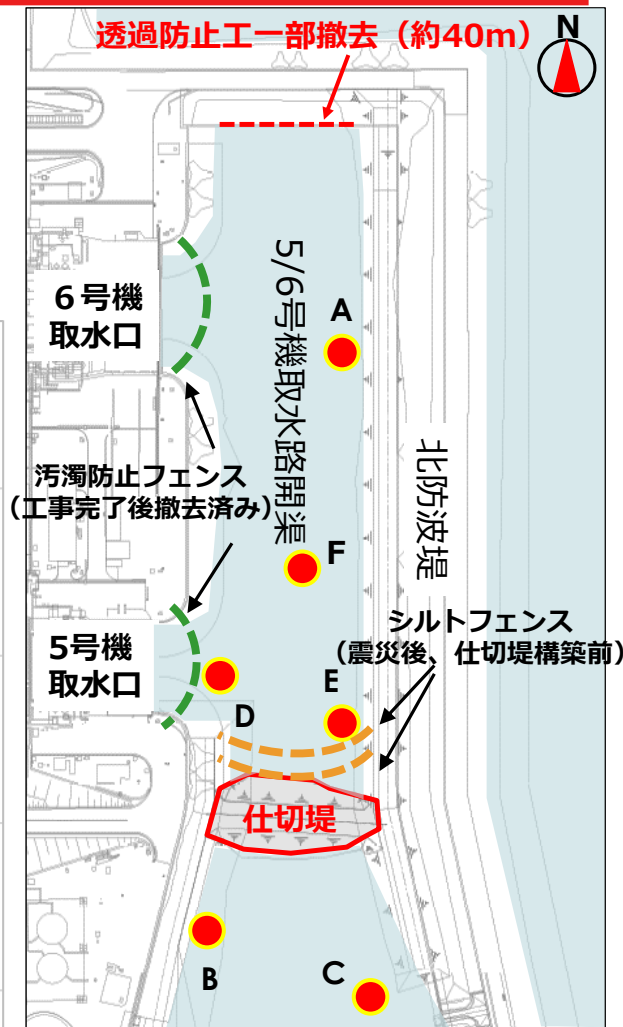 透過防止工一部撤去（約40m）
N
6号機
取水口
A
5/6号機取水路開渠
汚濁防止フェンス
（工事完了後撤去済み）
北防波堤
F
シルトフェンス
（震災後、仕切堤構築前）
5号機
取水口
E
D
仕切堤
B
C